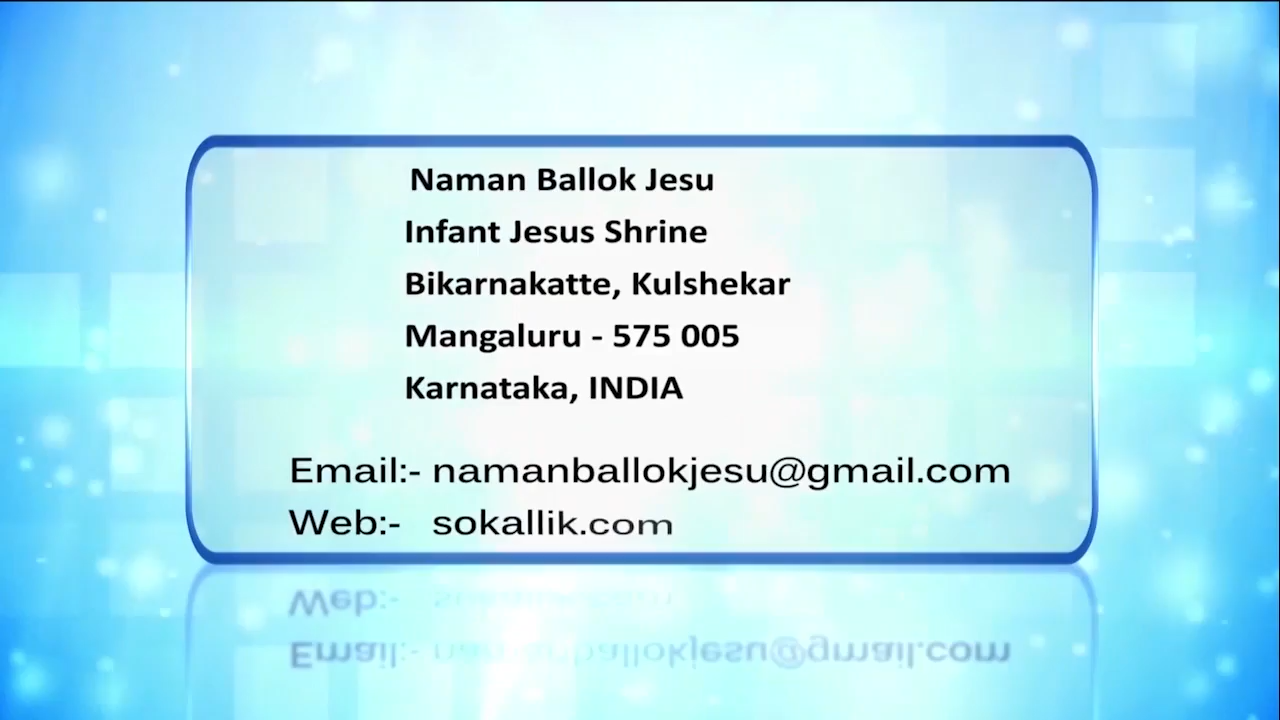 Naman Ballok Jesu
Infant Jesus Shrine
Bikarnakatte, Kulshekar
Mangaluru - 575 005
Karnataka, INDIA
Email:- namanballokjesu@gmail.com
Web:- sokallik.com